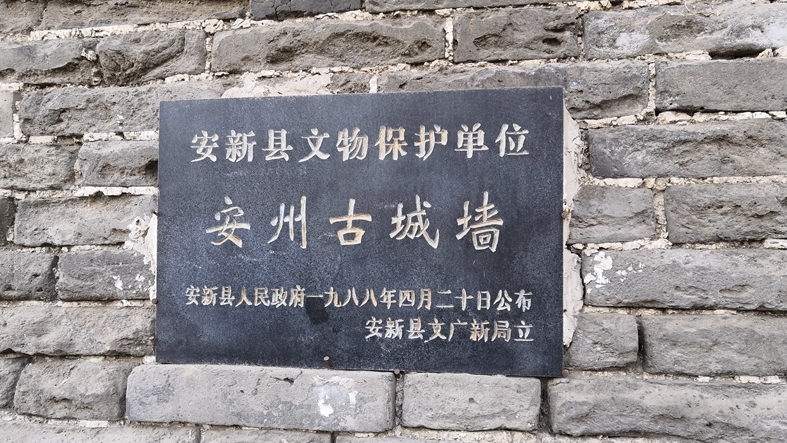 安新县文物保护单位
安州古城墙
安新县人民政府一九八八年四月二十日公布
安新县文广新局立